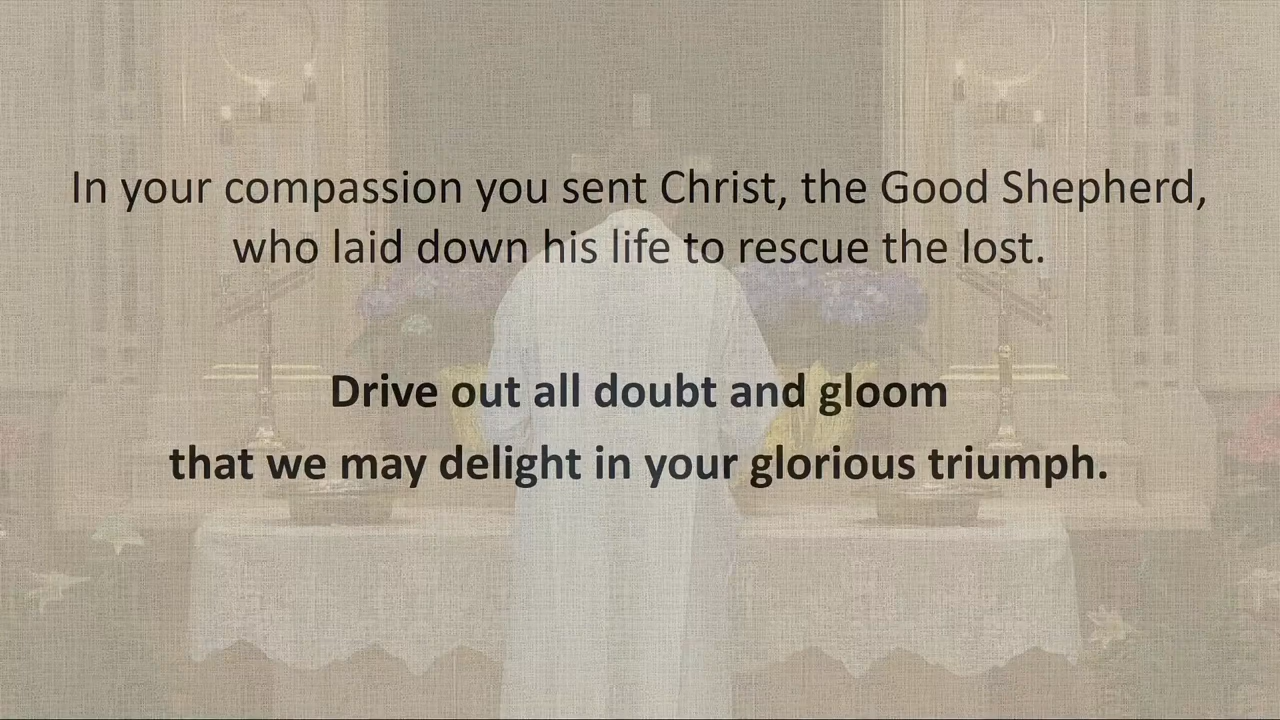 In your compassion you sent Christ, the Good Shepherd,
who laid down his life to rescue the lost.
Drive out all doubt and gloom
that we may delight in your glorious triumph.